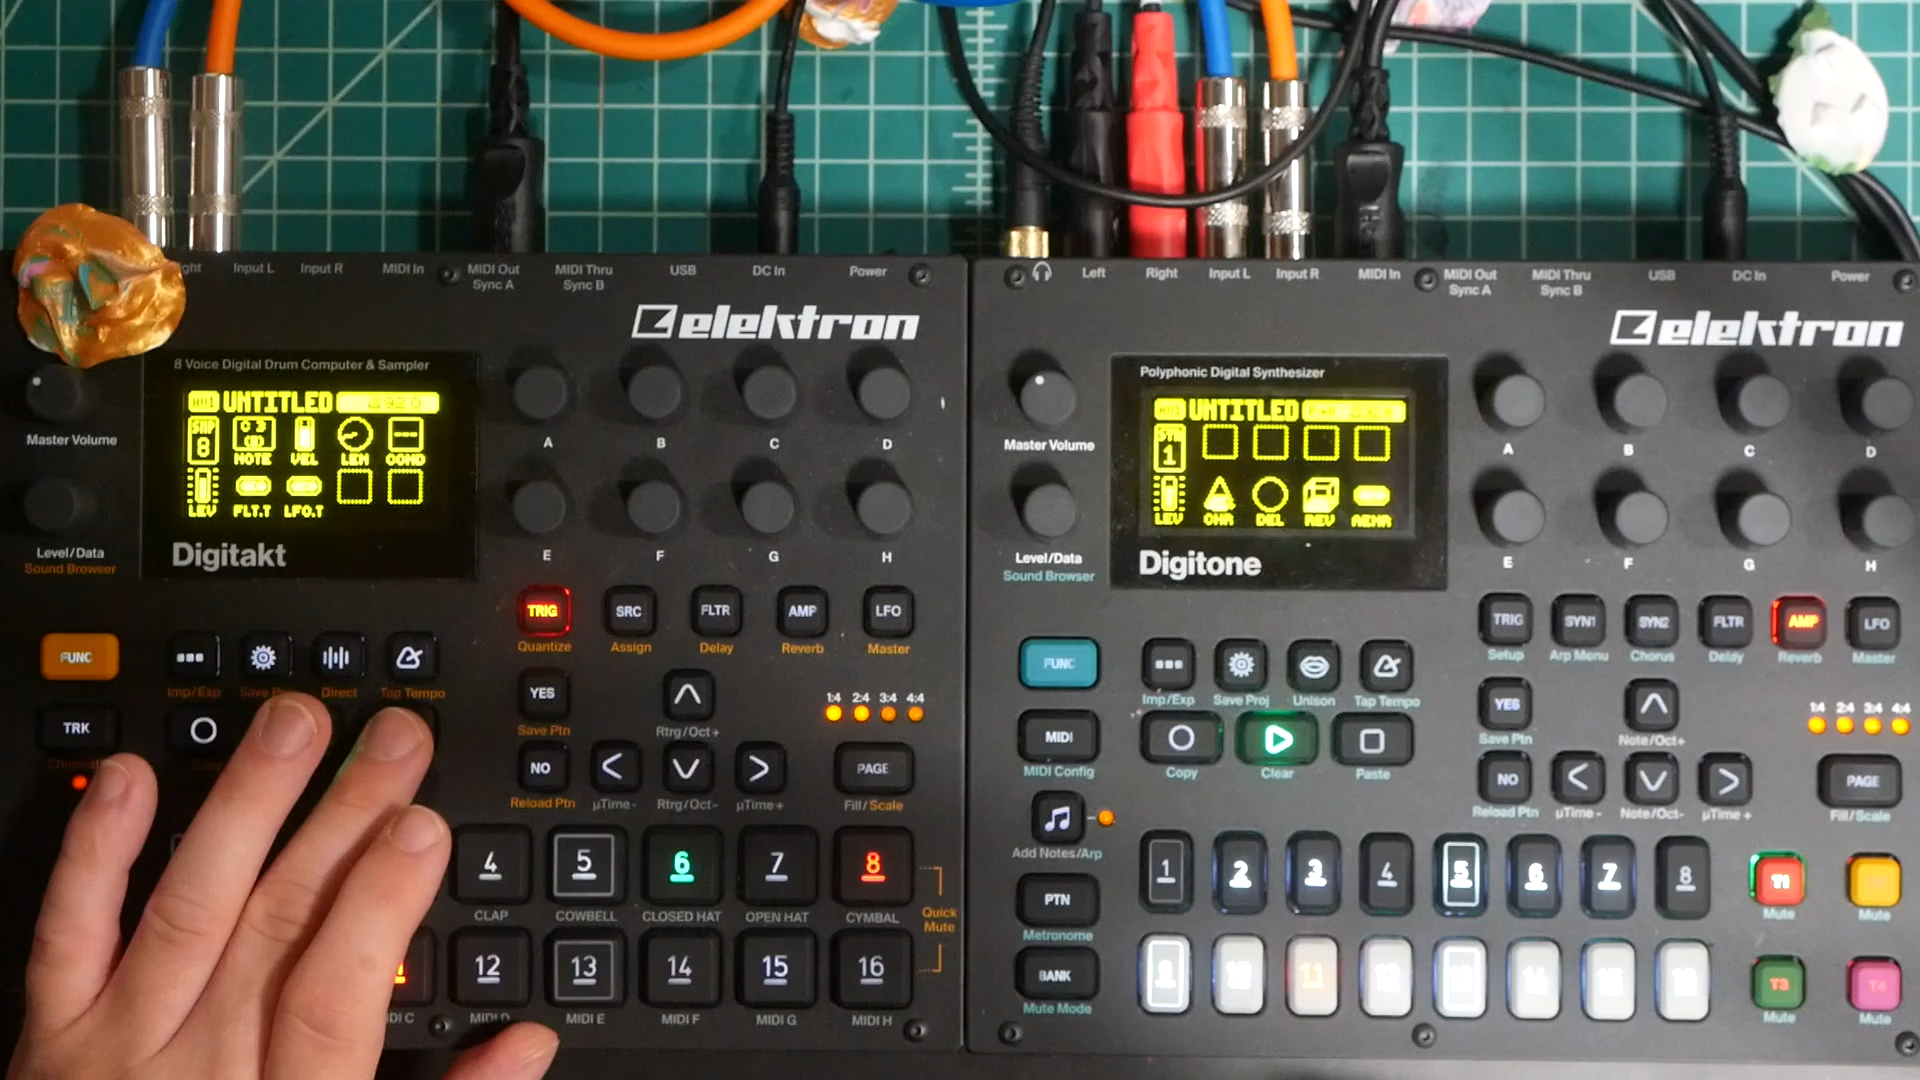 Input L Input R MIDI In MIDI Out Sync A MIDI Thru Sync B USB DC In Power
elektron
8 Voice Digital Drum Computer & Sampler
UNTITLED
8 NOTE VEL LEN COND
LEV FLT.T LFO.T
Digitakt
Master Volume
Level/Data
Sound Browser
A B C D
E F G H
TRIG SRC FLTR AMP LFO
Quantize Assign Delay Reverb Master
FUNC
Imp/Exp Direct Tap Tempo
TRK
YES
Save Ptn
Rtrg/Oct+
1:4 2:4 3:4 4:4
NO
PAGE
Reload Ptn µTime- Rtrg/Oct- µTime+ Fill/Scale
4 5 6 7 8
CLAP COWBELL CLOSED HAT OPEN HAT CYMBAL
Quick Mute
12 13 14 15 16
MIDI D MIDI E MIDI F MIDI G MIDI H
Left Right Input L Input R MIDI In MIDI Out Sync A MIDI Thru Sync B USB DC In Power
elektron
Polyphonic Digital Synthesizer
UNTITLED
SYN 1
LEV CHR DEL REV
Digitone
Master Volume
Level/Data
Sound Browser
A B C D
E F G H
TRIG SYN1 SYN2 FLTR AMP LFO
Setup Arp Menu Chorus Delay Reverb Master
FUNC
Imp/Exp Save Proj Unison Tap Tempo
MIDI
MIDI Config Copy Clear Paste
YES
Save Ptn
Note/Oct+
1:4 2:4 3:4 4:4
NO
PAGE
Reload Ptn µTime- Note/Oct- µTime+ Fill/Scale
Add Notes/Arp
PTN
Metronome
BANK
Mute Mode
1 2 3 4 5 6 7 8 T1
Mute Mute
11 T3 T4
Mute Mute